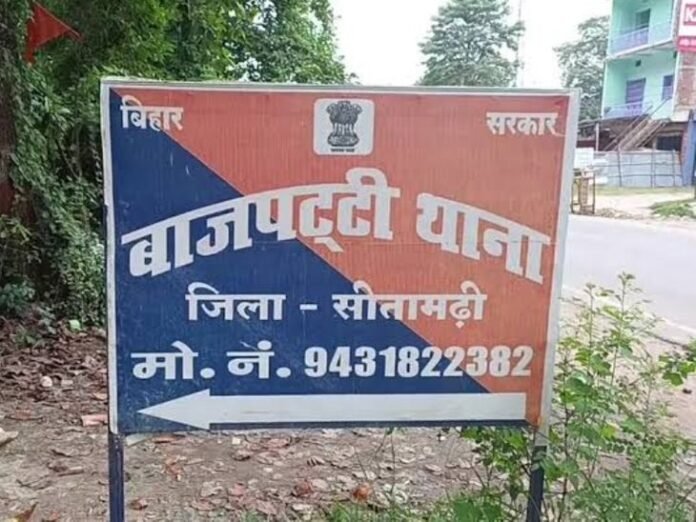 बिहार सरकार
बाजपट्टी थाना
जिला - सीतामढ़ी
मो. नं. 9431822382